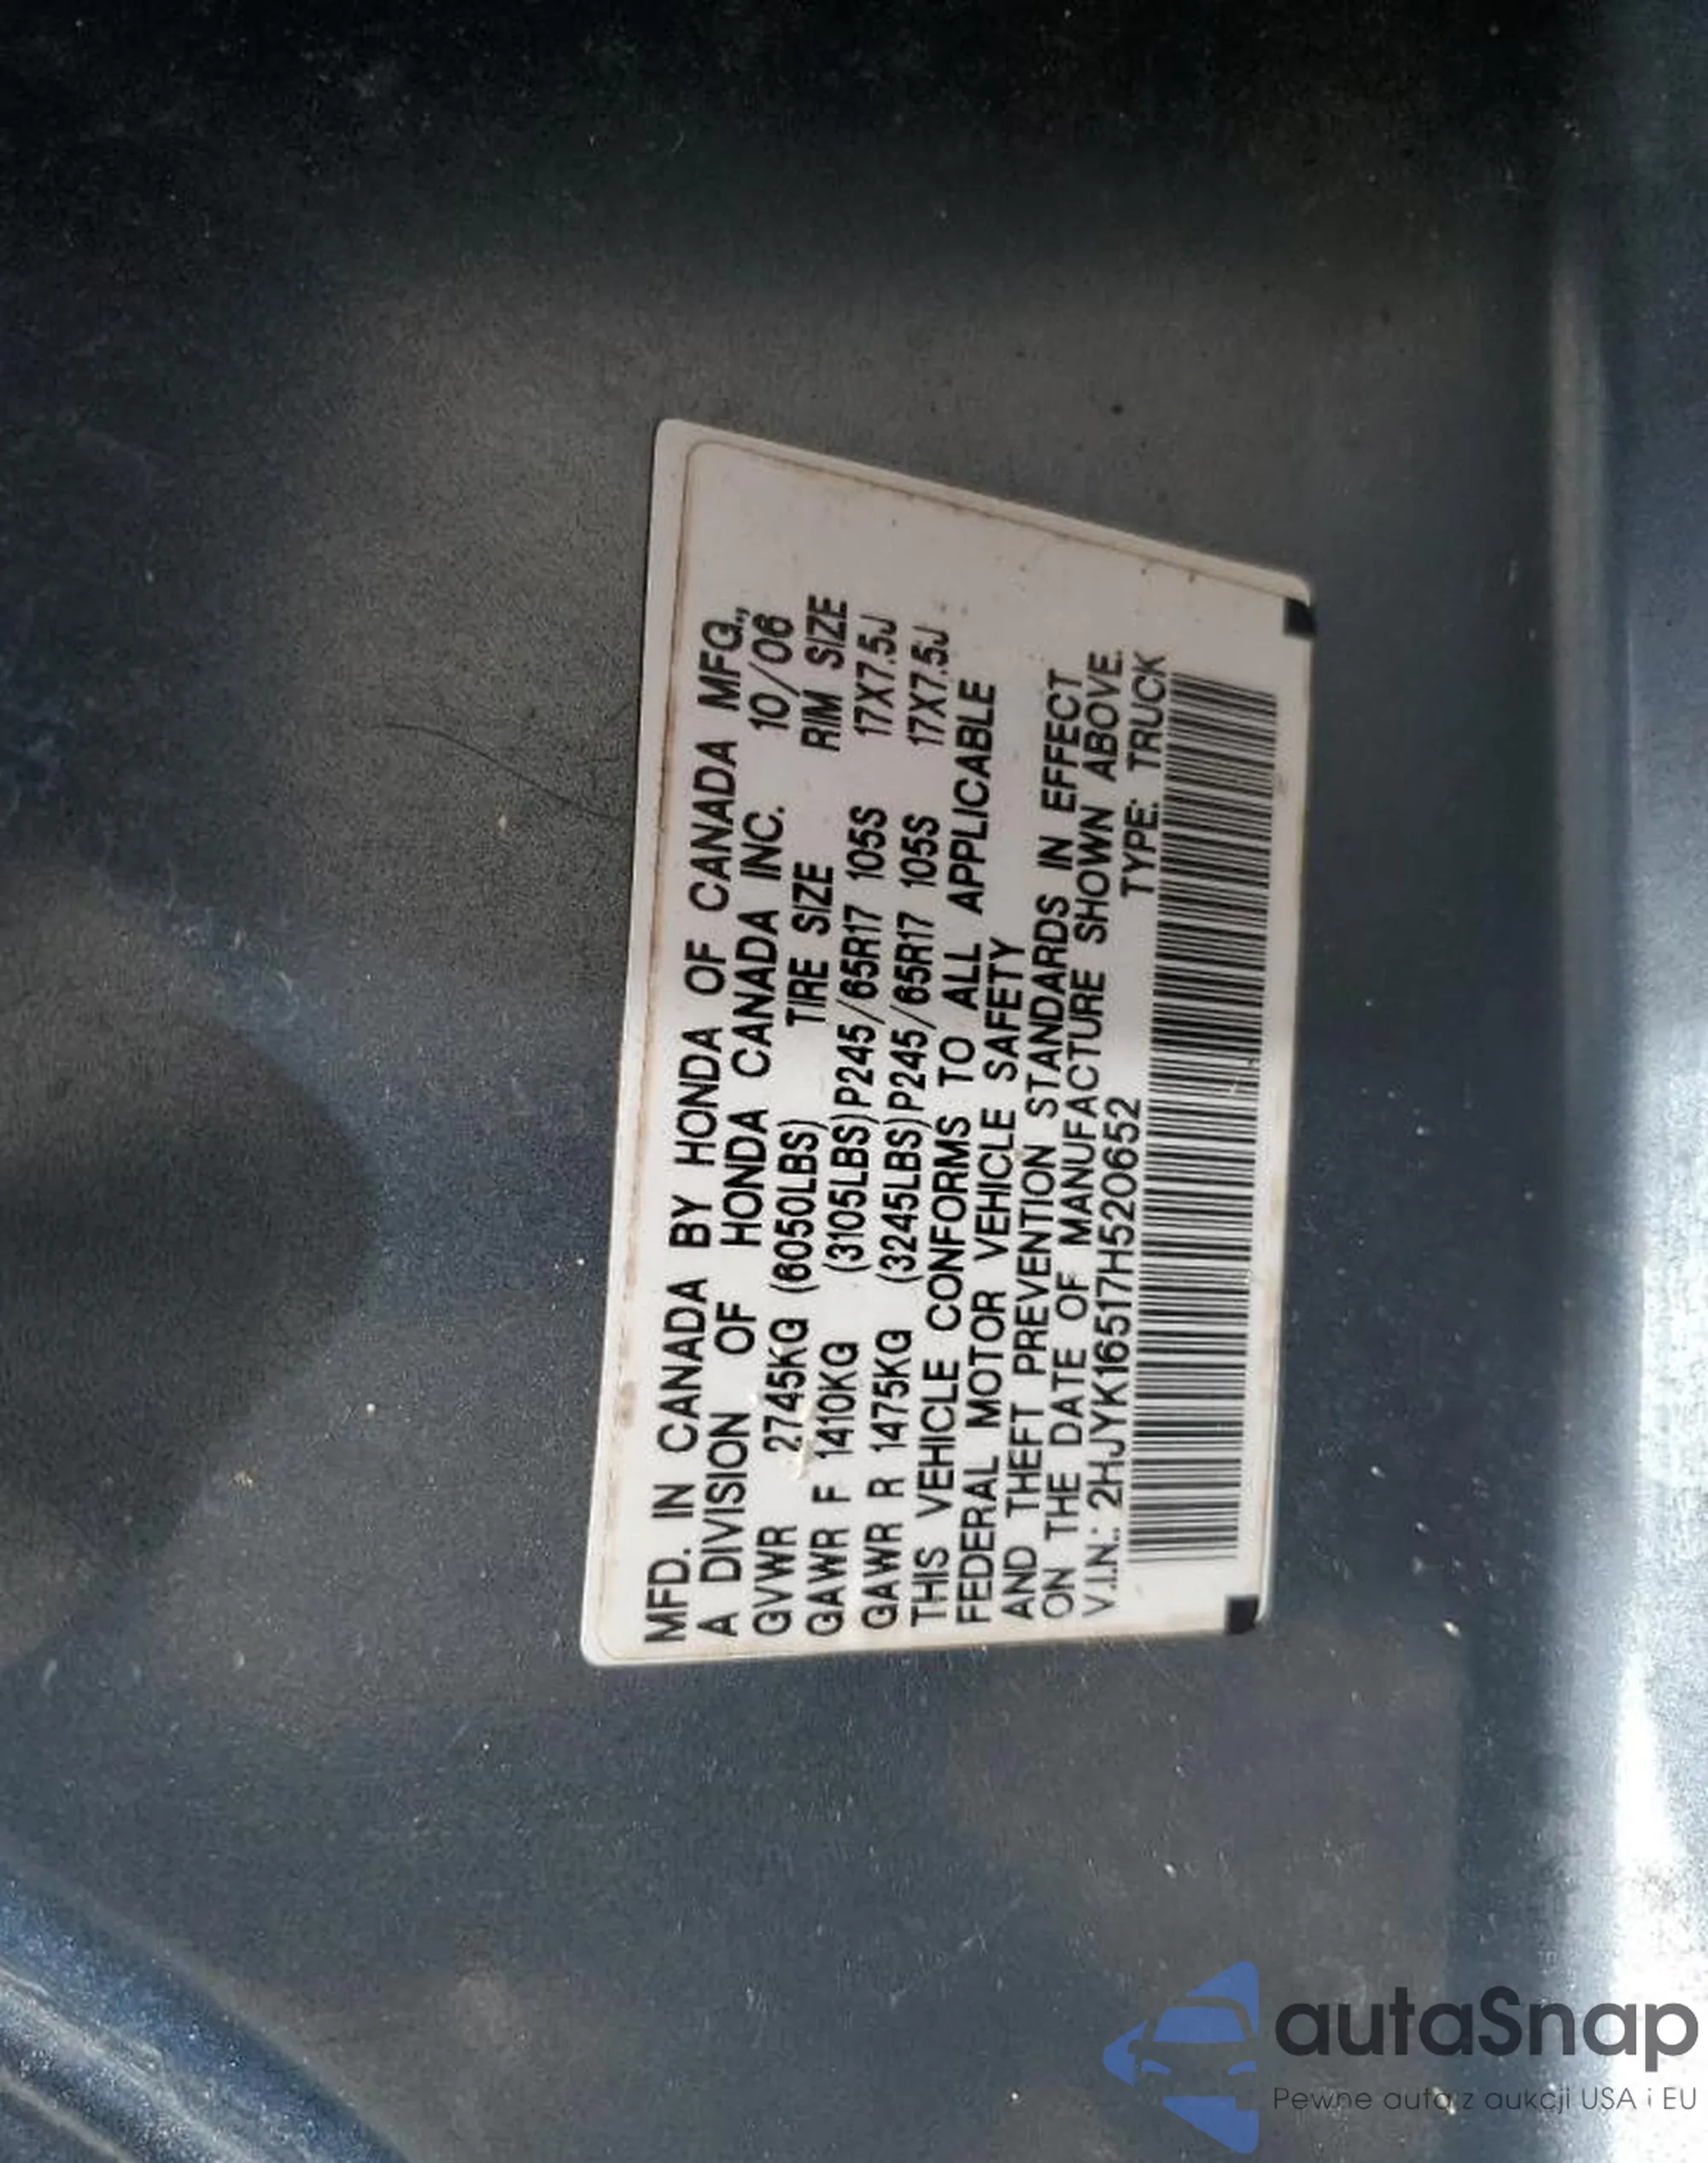 MFD. IN CANADA BY HONDA OF CANADA MFG.,
A DIVISION OF HONDA CANADA INC. 10/06
GVWR 2745KG (6050LBS) TIRE SIZE RIM SIZE
GAWR F 1410KG (3105LBS)P245/65R17 105S 17X7.5J
GAWR R 1475KG (3245LBS)P245/65R17 105S 17X7.5J
THIS VEHICLE CONFORMS TO ALL APPLICABLE
FEDERAL MOTOR VEHICLE SAFETY
AND THEFT PREVENTION STANDARDS IN EFFECT
ON THE DATE OF MANUFACTURE SHOWN ABOVE.
V.I.N.: 2HJYK16517H520652 TYPE: TRUCK
autaSnap
Pewne auta z aukcji USA i EU